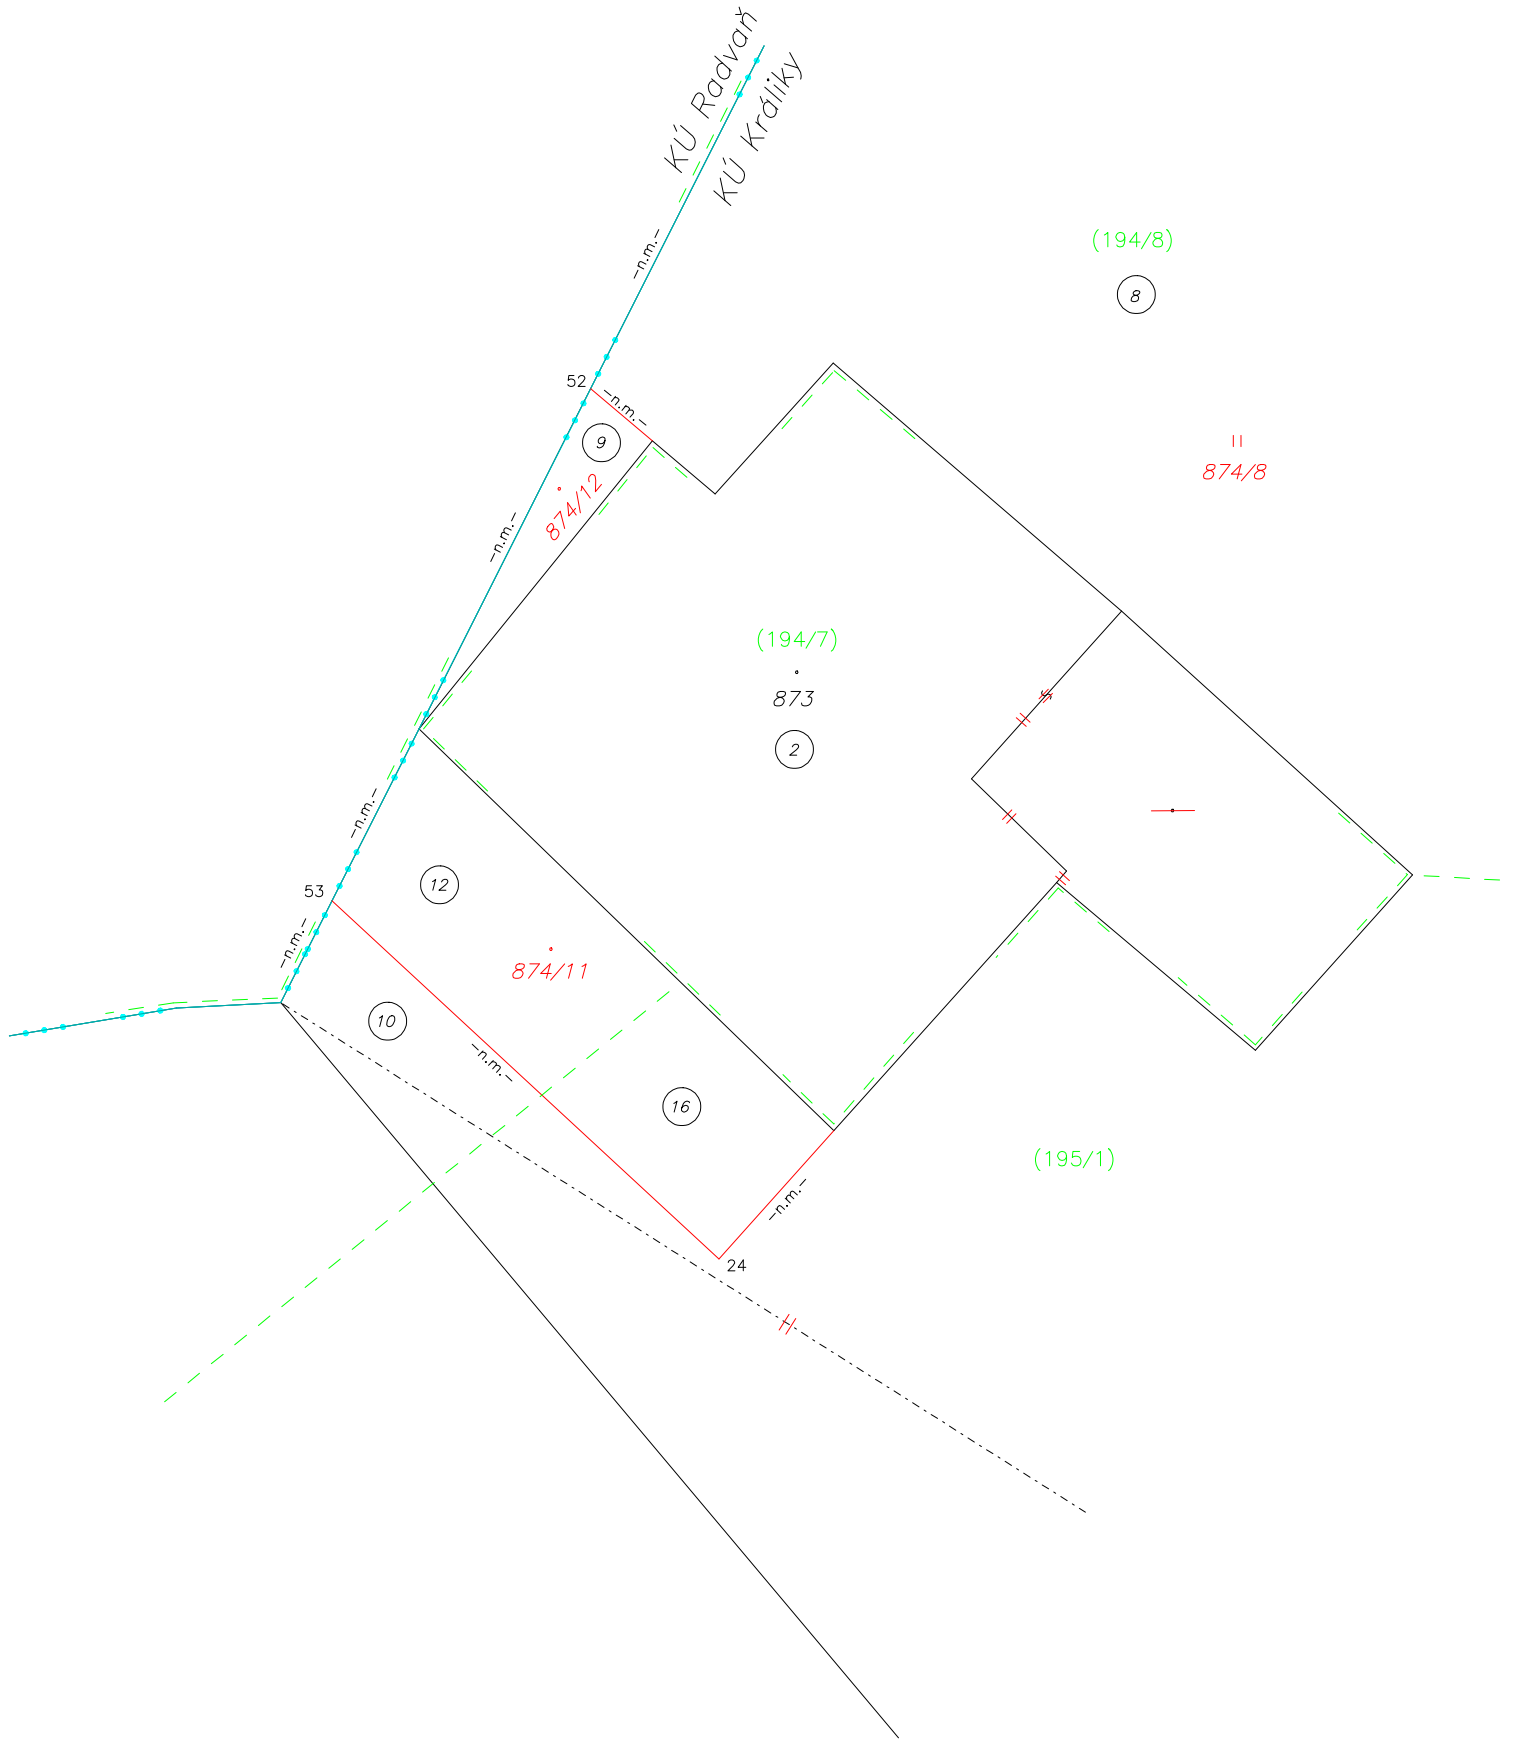 KÚ Radvaň
KÚ Králiky
(194/8)
8
-n.m.-
52
-n.m.-
9
874/8
874/12
-n.m.-
(194/7)
873
2
-n.m.-
53
12
-n.m.-
874/11
10
-n.m.-
16
(195/1)
-n.m.-
24